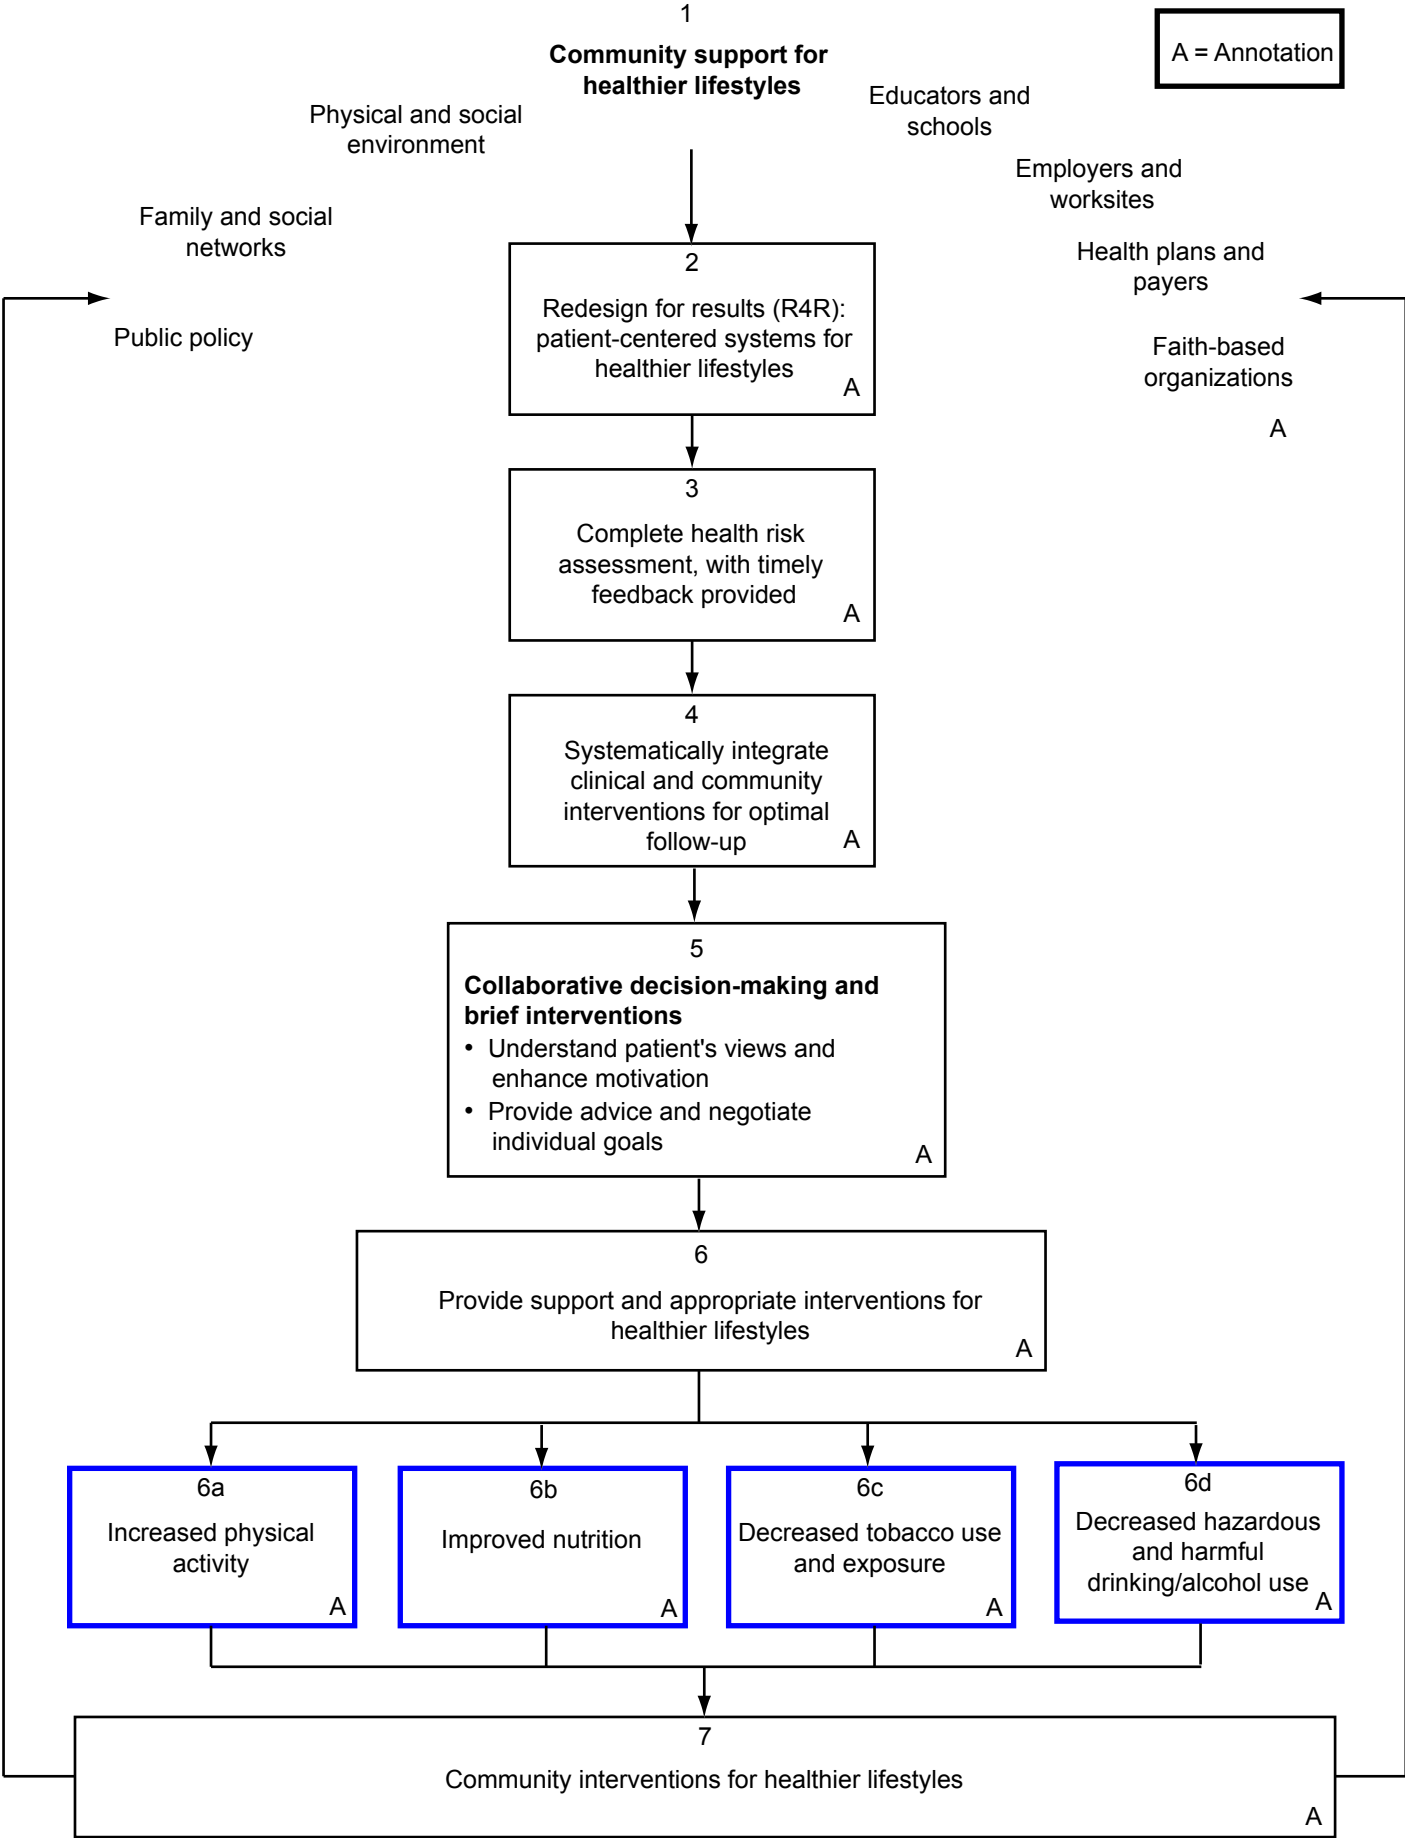 1
Community support for
healthier lifestyles
A = Annotation
Physical and social
environment
Educators and
schools
Family and social
networks
Employers and
worksites
Public policy
Health plans and
payers
Faith-based
organizations
A
2
Redesign for results (R4R):
patient-centered systems for
healthier lifestyles
A
3
Complete health risk
assessment, with timely
feedback provided
A
4
Systematically integrate
clinical and community
interventions for optimal
follow-up
A
5
Collaborative decision-making and
brief interventions
• Understand patient's views and
enhance motivation
• Provide advice and negotiate
individual goals
A
6
Provide support and appropriate interventions for
healthier lifestyles
A
6a
Increased physical
activity
A
6b
Improved nutrition
A
6c
Decreased tobacco use
and exposure
A
6d
Decreased hazardous
and harmful
drinking/alcohol use
A
7
Community interventions for healthier lifestyles
A